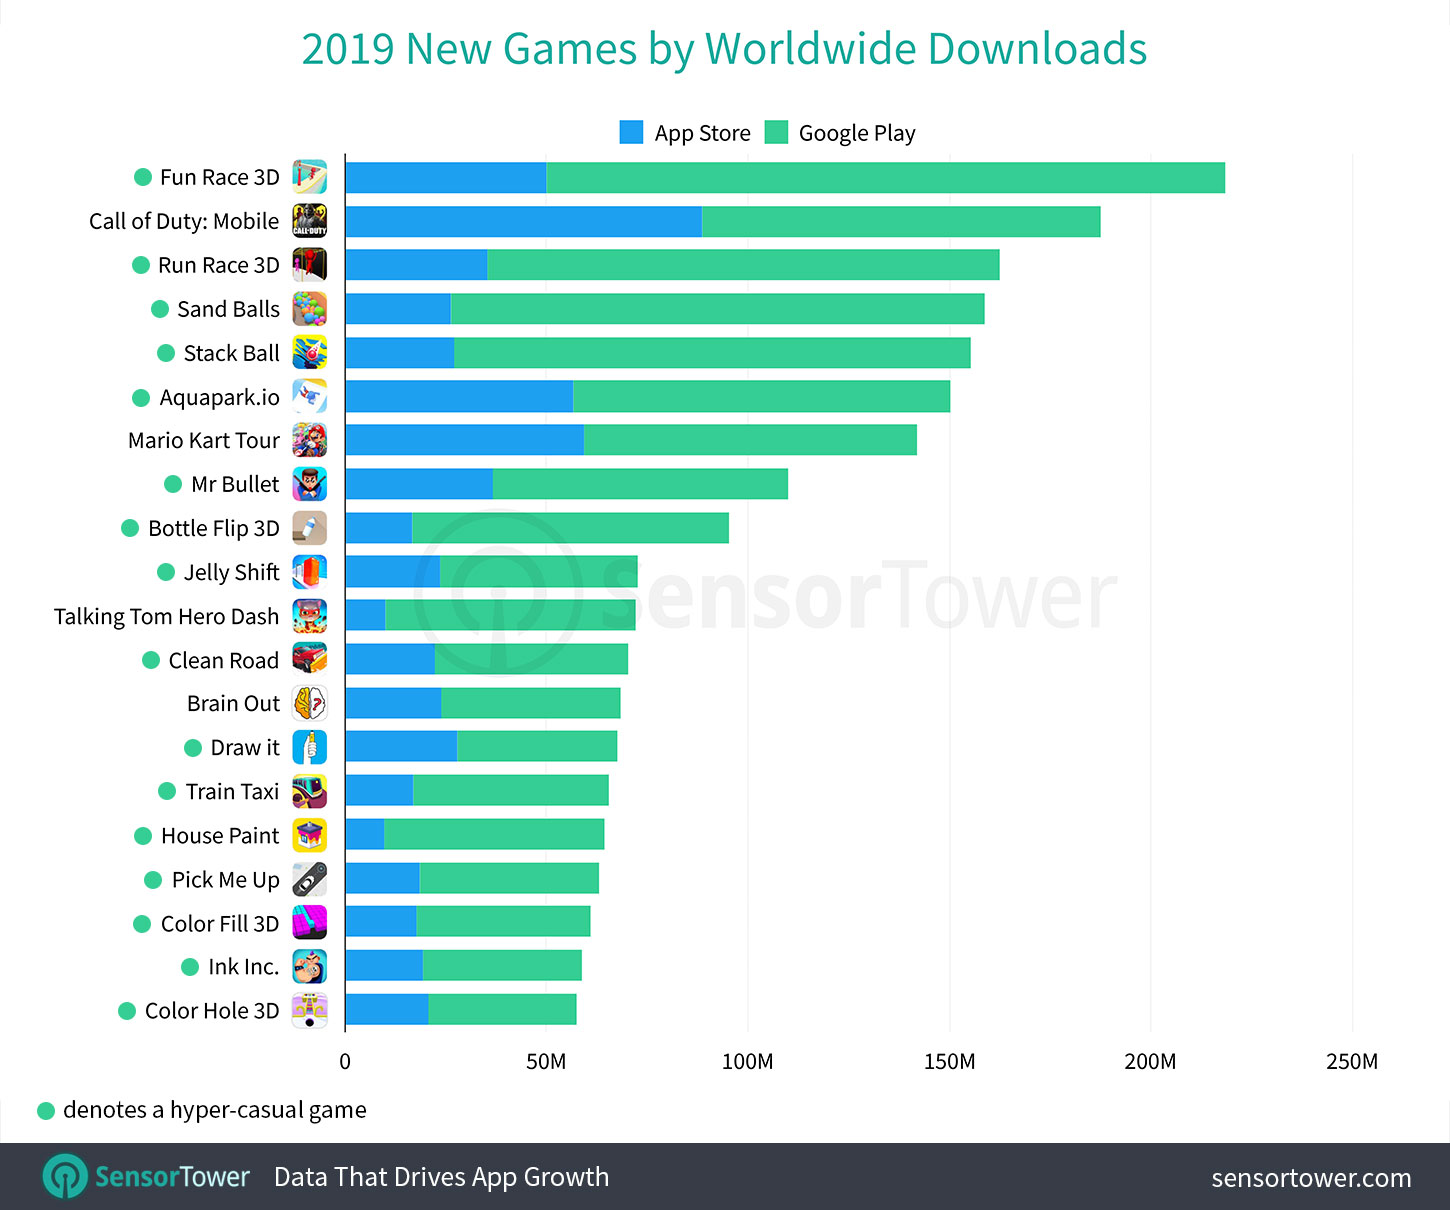 2019 New Games by Worldwide Downloads
App Store Google Play
Fun Race 3D
Call of Duty: Mobile
CALL·DUTY
Run Race 3D
Sand Balls
Stack Ball
Aquapark.io
Mario Kart Tour
Mr Bullet
Bottle Flip 3D
Jelly Shift
SensorTower
Talking Tom Hero Dash
Clean Road
Brain Out
?
Draw it
Train Taxi
House Paint
Pick Me Up
Color Fill 3D
Ink Inc.
Color Hole 3D
0 50M 100M 150M 200M 250M
denotes a hyper-casual game
SensorTower Data That Drives App Growth sensortower.com